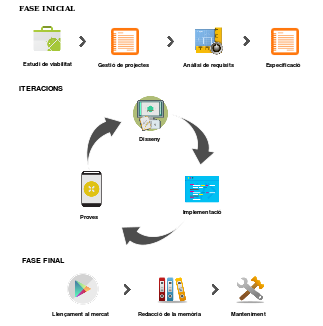 FASE INICIAL
Estudi de viabilitat
Gestió de projectes
Anàlisi de requisits
Especificació
ITERACIONS
Disseny
Implementació
Proves
FASE FINAL
Llençament al mercat
Redacció de la memòria
Manteniment